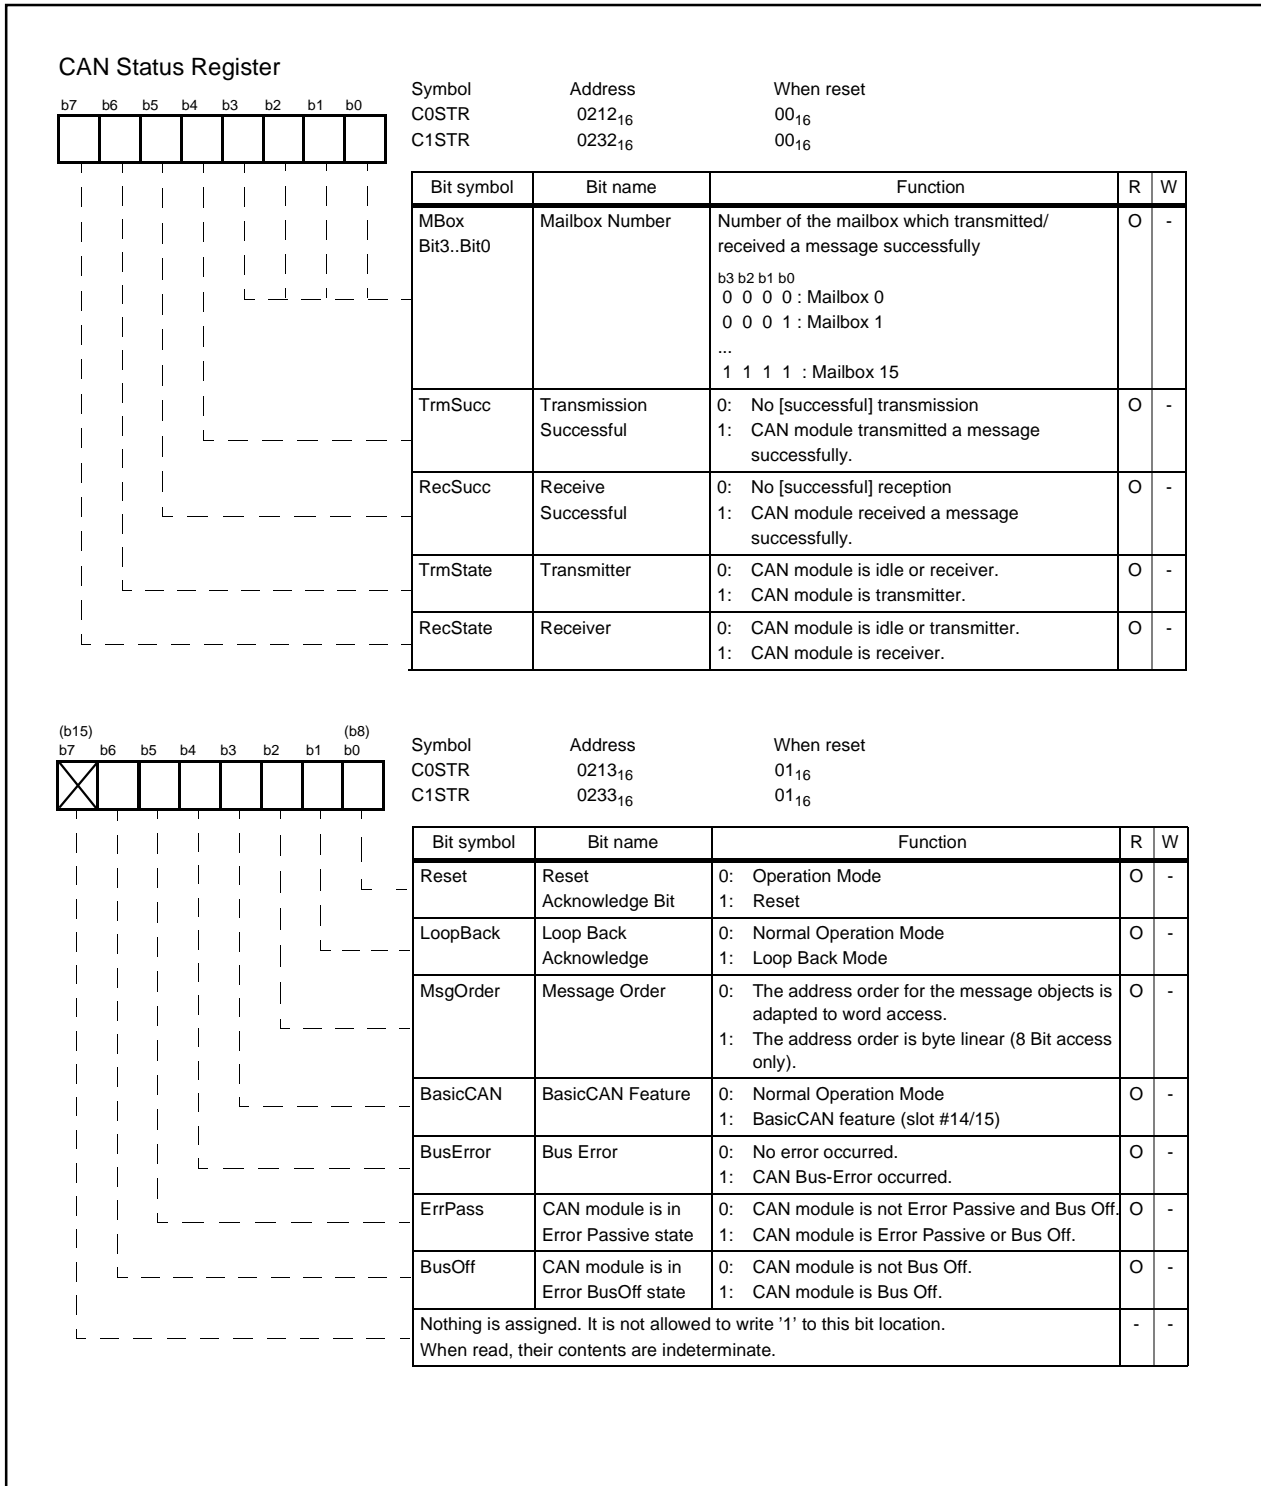 CAN Status Register
b7 b6 b5 b4 b3 b2 b1 b0
Symbol Address When reset
C0STR 0212₁₆ 00₁₆
C1STR 0232₁₆ 00₁₆
Bit symbol Bit name Function R W
MBox Mailbox Number Number of the mailbox which transmitted/ O -
Bit3..Bit0 received a message successfully
b3 b2 b1 b0
0 0 0 0 : Mailbox 0
0 0 0 1 : Mailbox 1
...
1 1 1 1 : Mailbox 15
TrmSucc Transmission 0: No [successful] transmission O -
Successful 1: CAN module transmitted a message
successfully.
RecSucc Receive 0: No [successful] reception O -
Successful 1: CAN module received a message
successfully.
TrmState Transmitter 0: CAN module is idle or receiver. O -
1: CAN module is transmitter.
RecState Receiver 0: CAN module is idle or transmitter. O -
1: CAN module is receiver.
(b15) (b8)
b7 b6 b5 b4 b3 b2 b1 b0
Symbol Address When reset
C0STR 0213₁₆ 01₁₆
C1STR 0233₁₆ 01₁₆
Bit symbol Bit name Function R W
Reset Reset 0: Operation Mode O -
Acknowledge Bit 1: Reset
LoopBack Loop Back 0: Normal Operation Mode O -
Acknowledge 1: Loop Back Mode
MsgOrder Message Order 0: The address order for the message objects is O -
adapted to word access.
1: The address order is byte linear (8 Bit access
only).
BasicCAN BasicCAN Feature 0: Normal Operation Mode O -
1: BasicCAN feature (slot #14/15)
BusError Bus Error 0: No error occurred. O -
1: CAN Bus-Error occurred.
ErrPass CAN module is in 0: CAN module is not Error Passive and Bus Off. O -
Error Passive state 1: CAN module is Error Passive or Bus Off.
BusOff CAN module is in 0: CAN module is not Bus Off. O -
Error BusOff state 1: CAN module is Bus Off.
Nothing is assigned. It is not allowed to write '1' to this bit location. - -
When read, their contents are indeterminate.